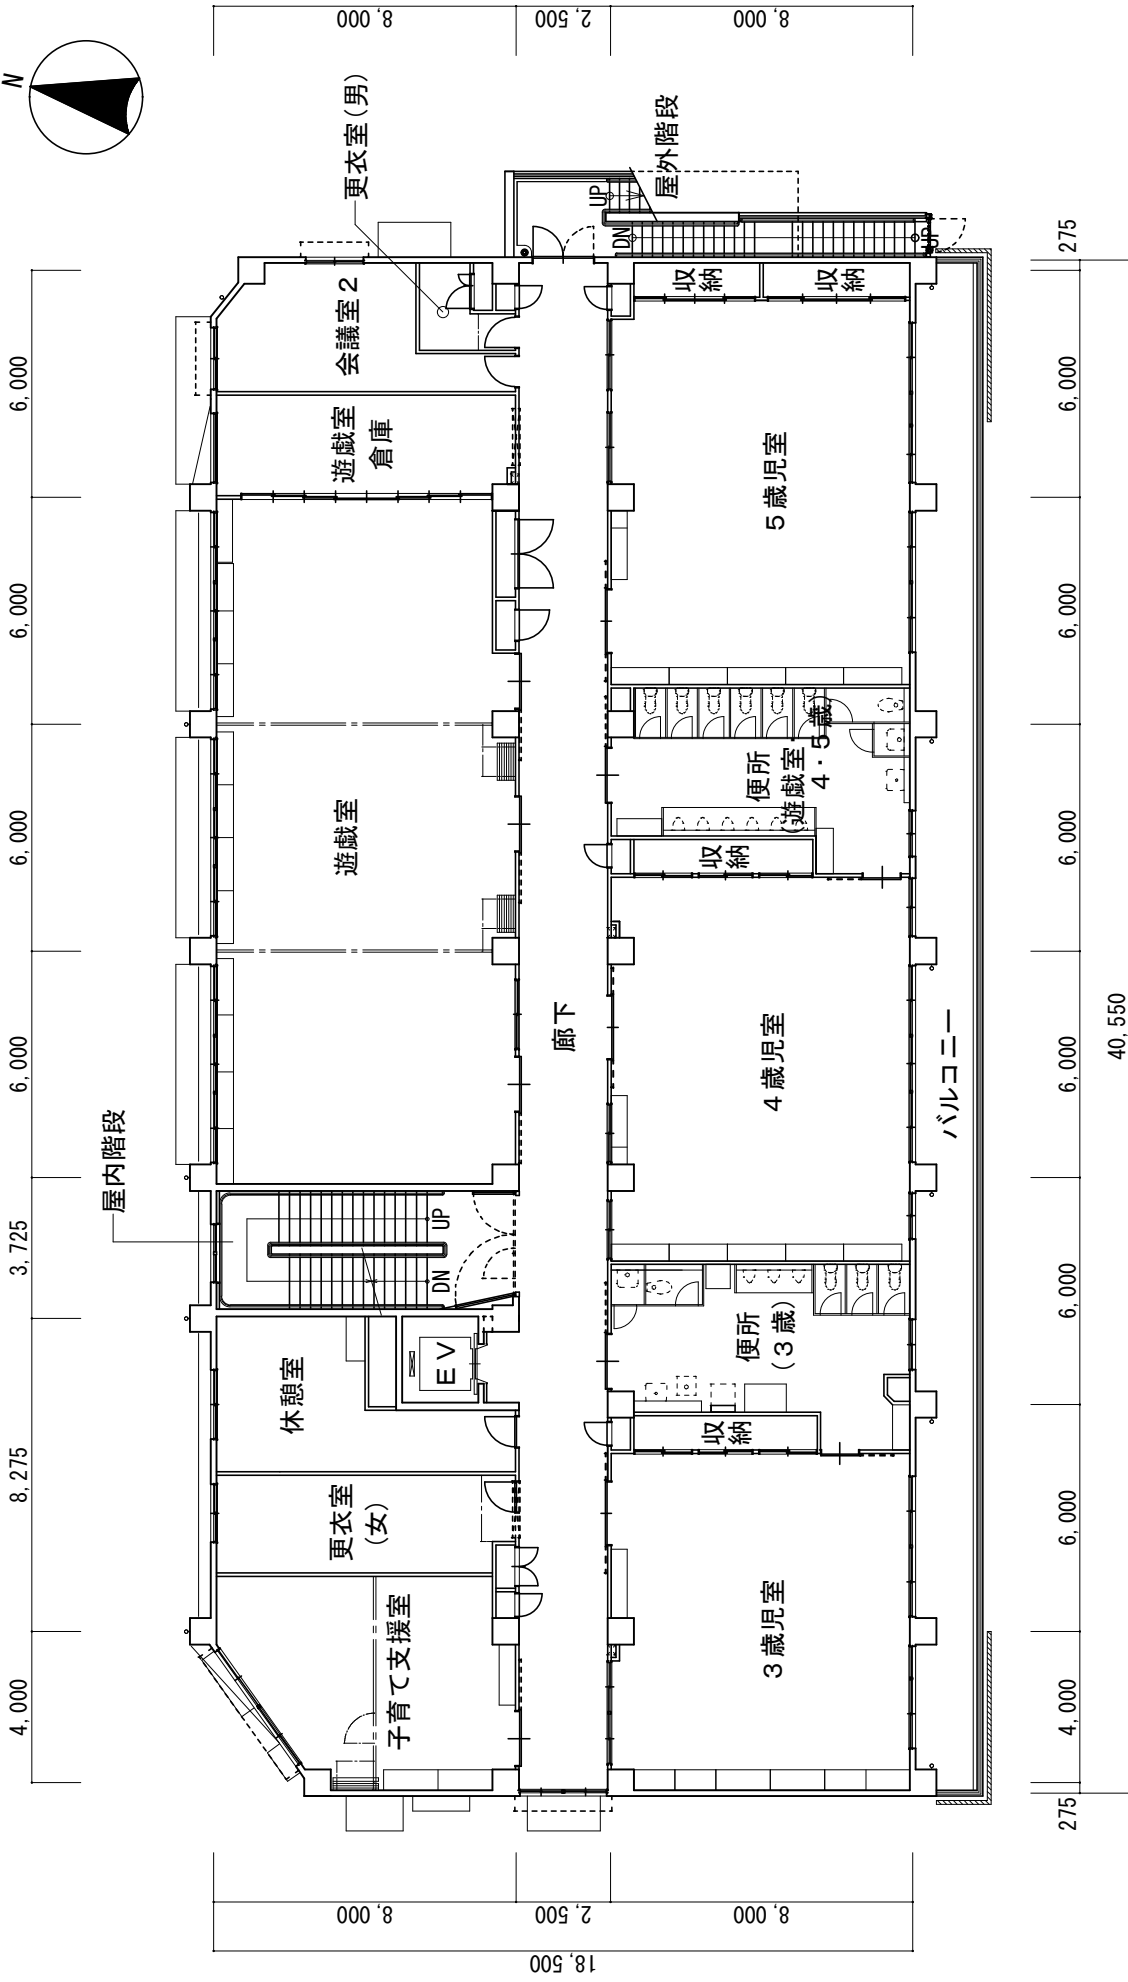 N
8,000
2,500
8,000
更衣室(男)
屋外階段
UP
DN
UP
275
6,000
6,000
6,000
6,000
3,725
8,275
4,000
会議室2
遊戯室
倉庫
収納
収納
5歳児室
遊戯室
便所
(遊戯室
4・5歳)
収納
廊下
4歳児室
バルコニー
屋内階段
UP
DN
EV
休憩室
便所
(3歳)
収納
更衣室
(女)
子育て支援室
3歳児室
6,000
6,000
6,000
6,000
6,000
6,000
4,000
275
40,550
8,000
2,500
8,000
18,500